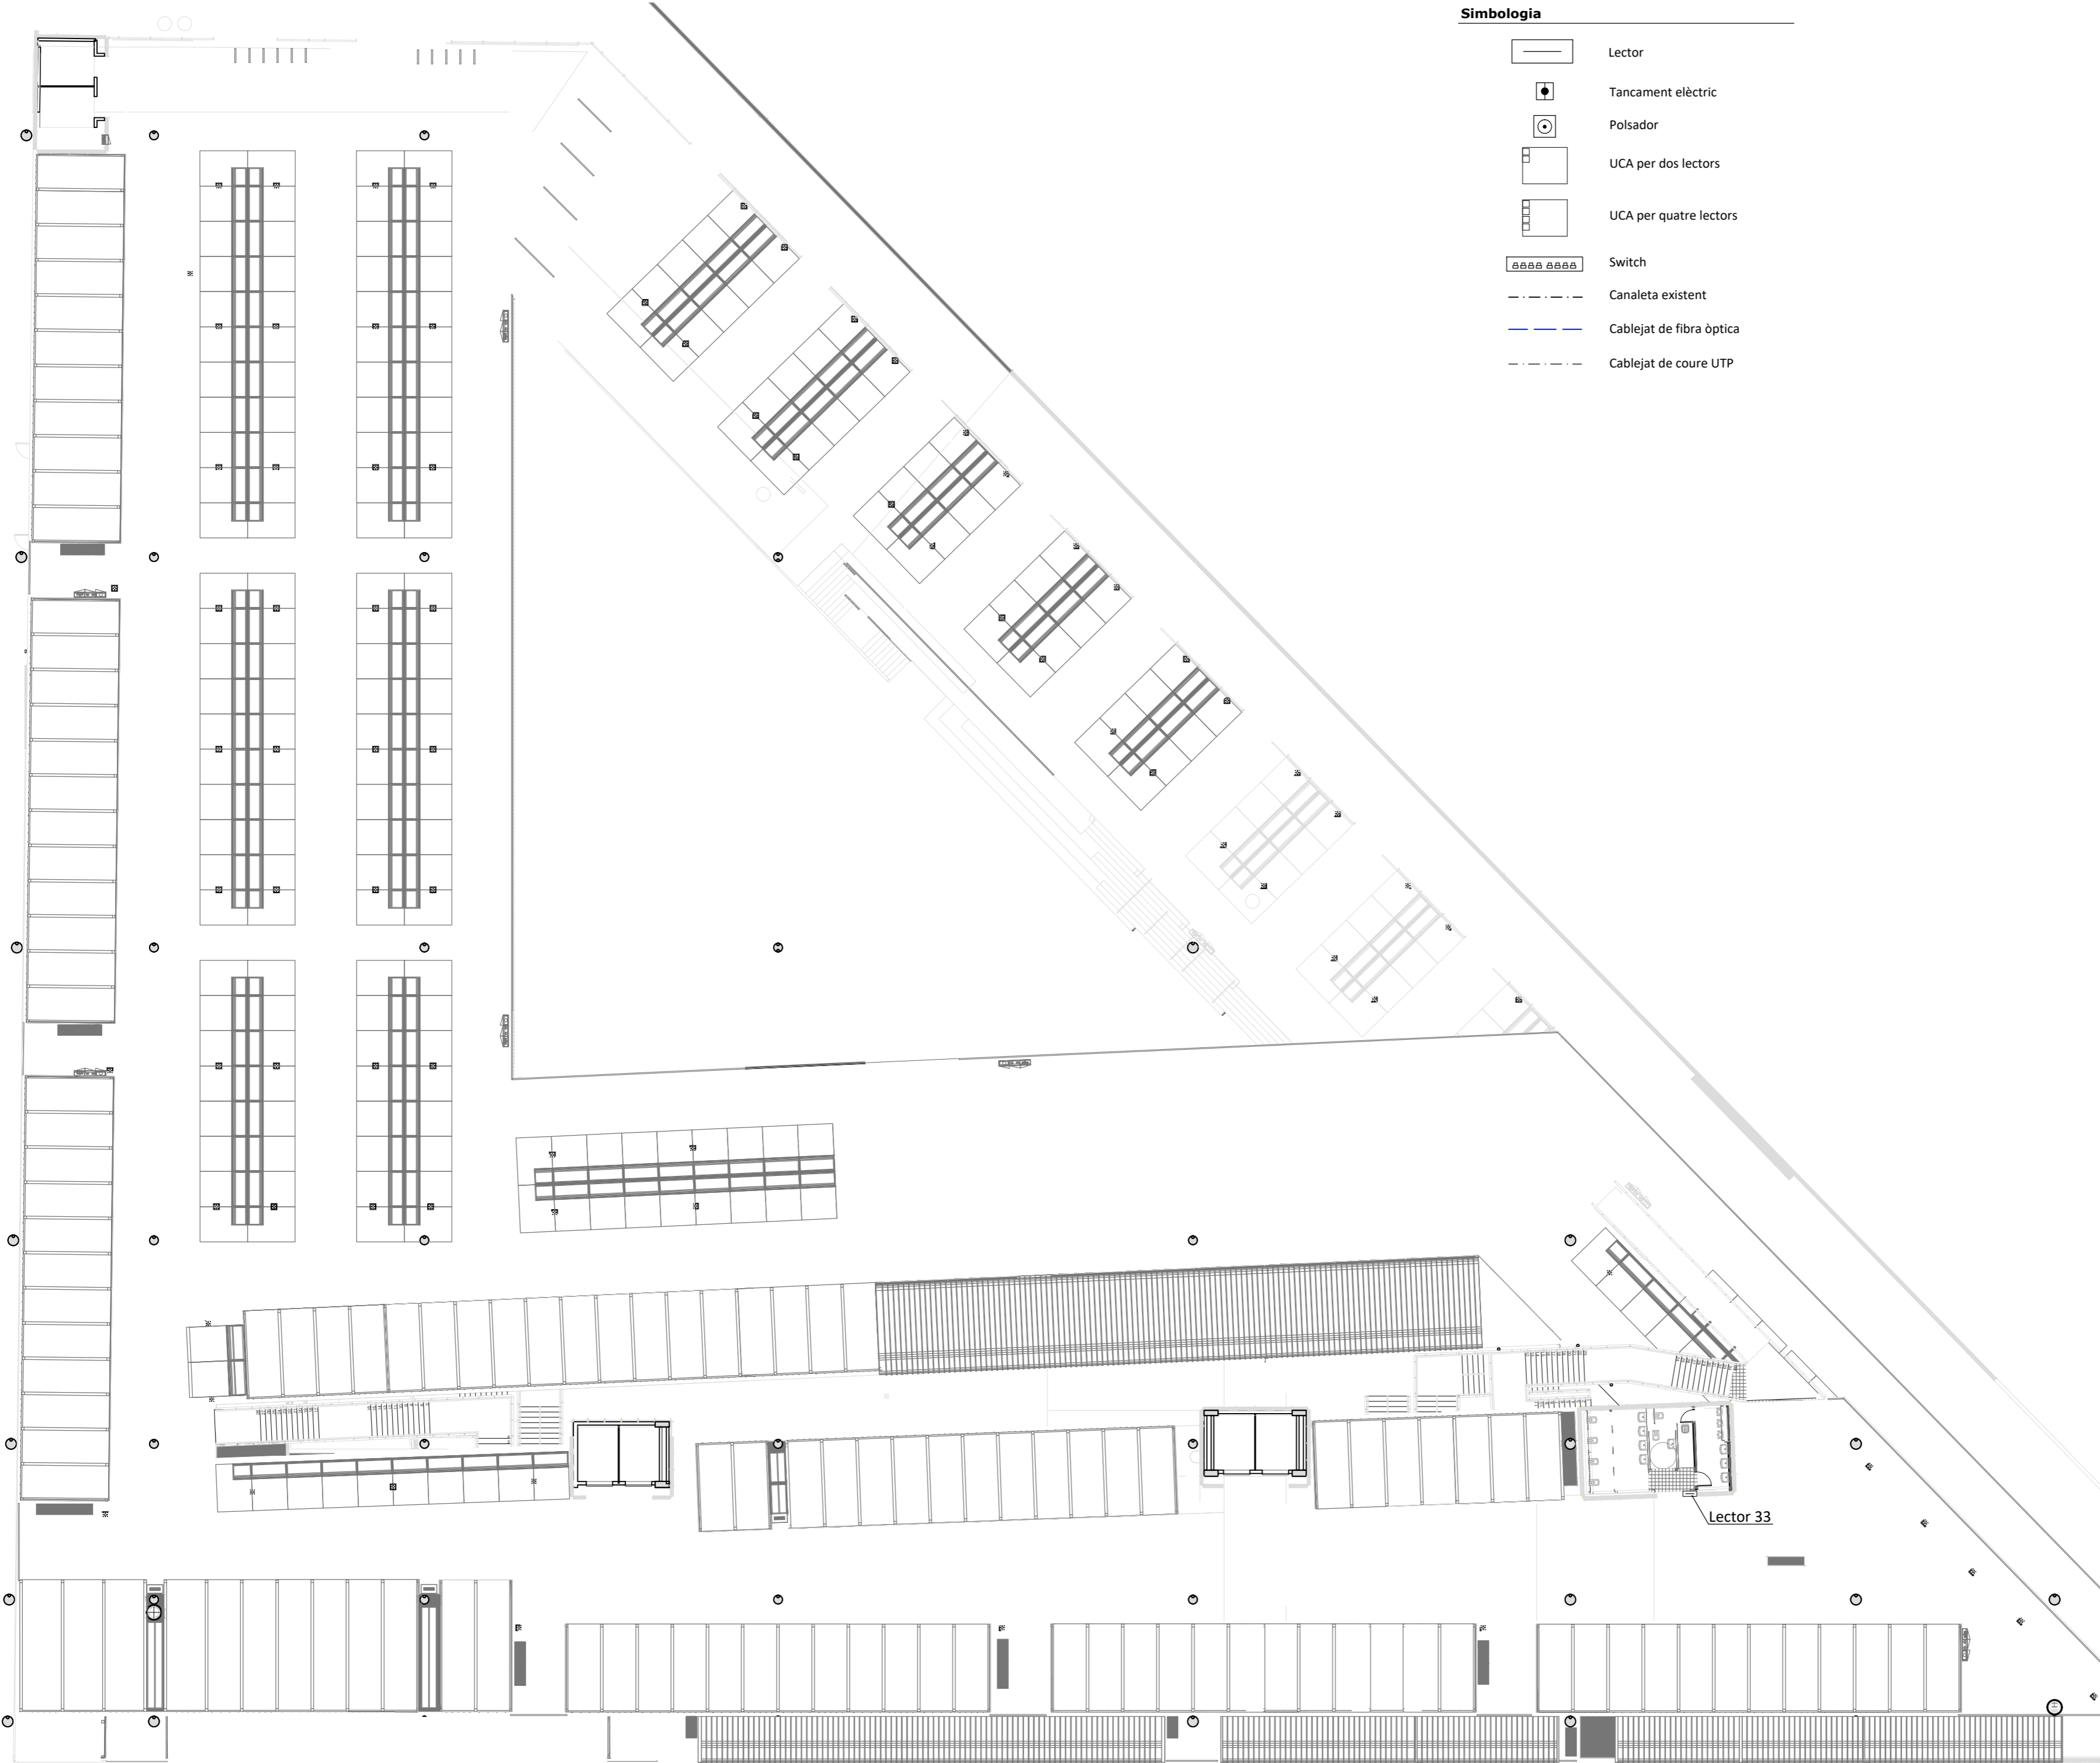 Simbologia
Lector
Tancament elèctric
Polsador
UCA per dos lectors
UCA per quatre lectors
Switch
Canaleta existent
Cablejat de fibra òptica
Cablejat de coure UTP
Lector 33